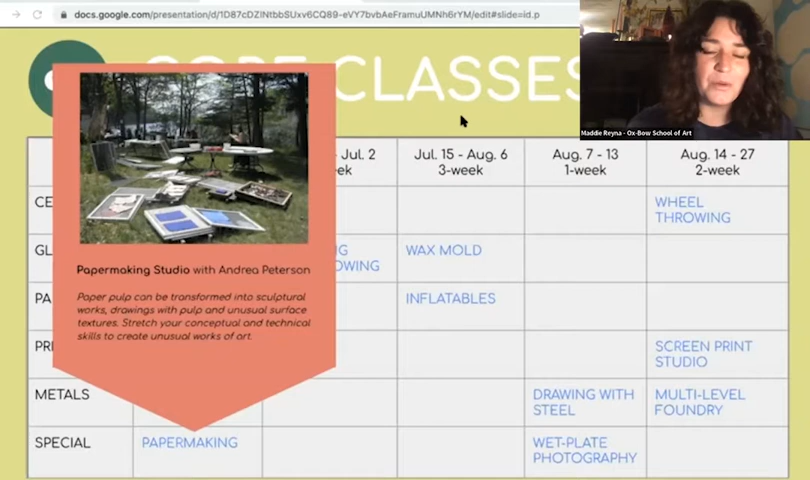 docs.google.com/presentation/d/1D87cDZINtbbSUxv6CQ89-eVY7bvbAeFramuUMNh6rYM/edit#slide=id.p
CLASSES
Maddie Reyna - Ox-Bow School of Art
Jul. 2
Jul. 15 - Aug. 6
3-week
Aug. 7 - 13
1-week
Aug. 14 - 27
2-week
WHEEL
THROWING
WAX MOLD
Papermaking Studio with Andrea Peterson
Paper pulp can be transformed into sculptural
works, drawings with pulp and unusual surface
textures. Stretch your conceptual and technical
skills to create unusual works of art.
INFLATABLES
SCREEN PRINT
STUDIO
METALS
DRAWING WITH
STEEL
MULTI-LEVEL
FOUNDRY
SPECIAL
PAPERMAKING
WET-PLATE
PHOTOGRAPHY